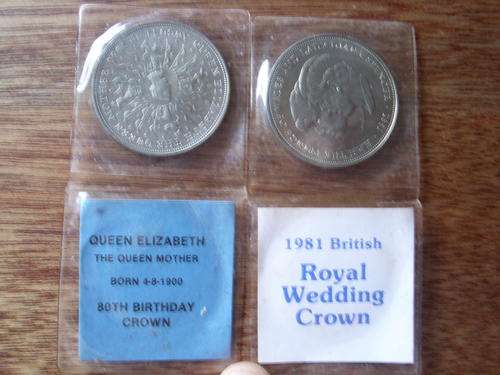 QUEEN ELIZABETH
THE QUEEN MOTHER
BORN 4-8-1900
80TH BIRTHDAY
CROWN
1981 British
Royal
Wedding
Crown